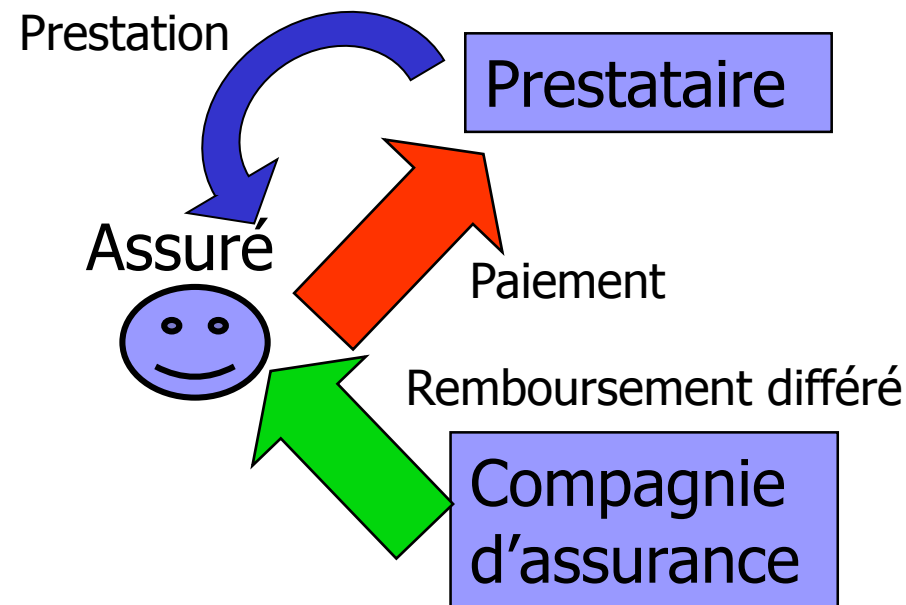 Prestation
Prestataire
Assuré
Paiement
Remboursement différé
Compagnie
d’assurance